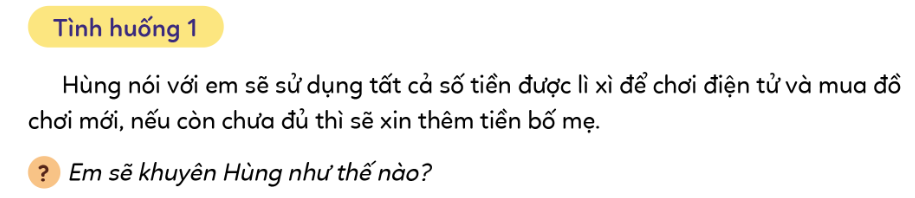 Tình huống 1
Hùng nói với em sẽ sử dụng tất cả số tiền được lì xì để chơi điện tử và mua đồ
chơi mới, nếu còn chưa đủ thì sẽ xin thêm tiền bố mẹ.
? Em sẽ khuyên Hùng như thế nào?